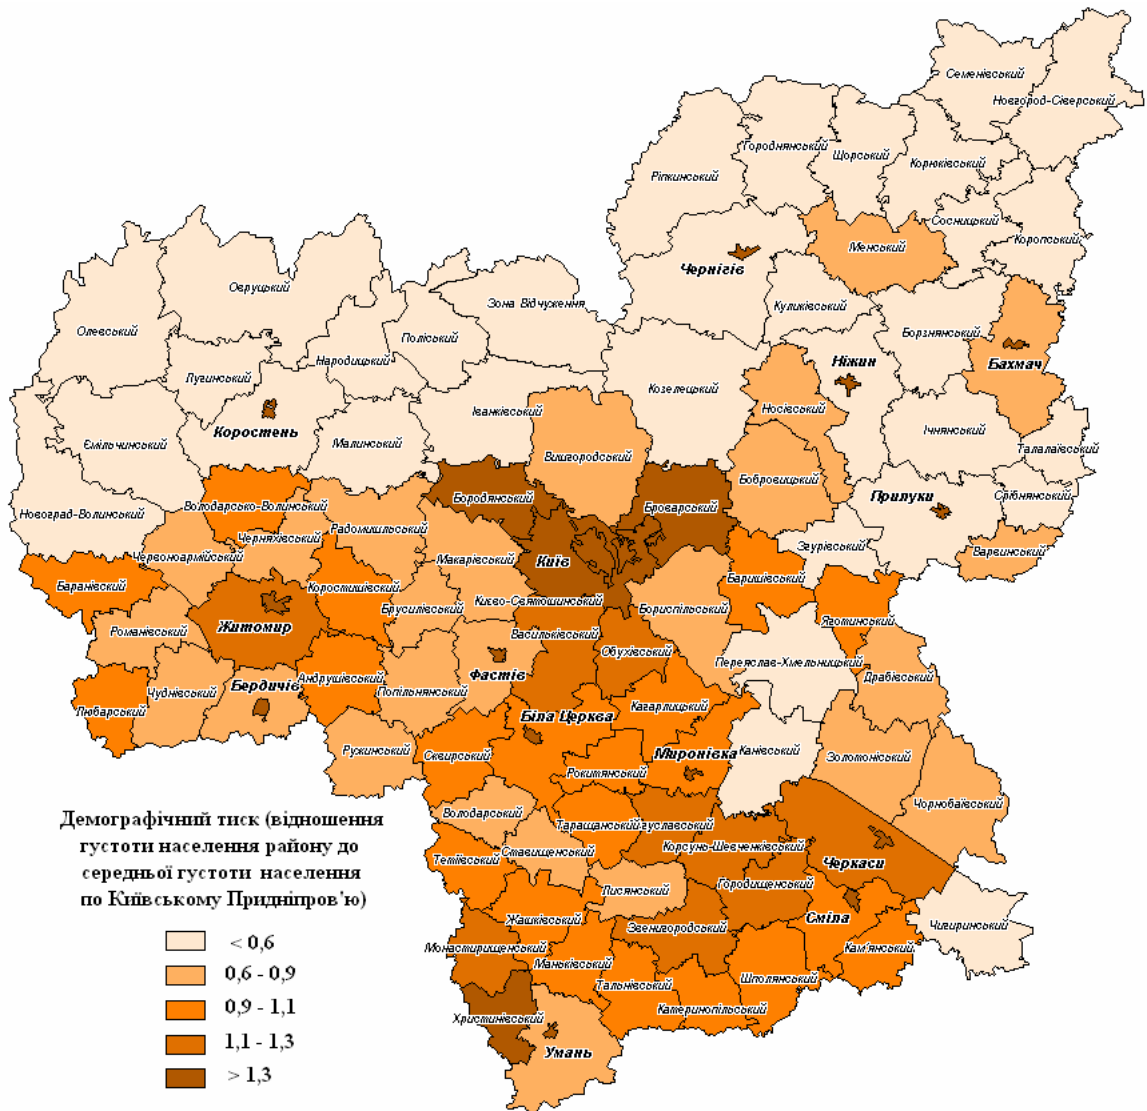 Семенівський
Новгород-Сіверський
Городнянський
Щорський
Корюківський
Ріпкинський
Сосницький
Менський
Коропський
Чернігів
Овруцький
Зона Відчуження
Куликівський
Олевський
Поліський
Борзнянський
Народицький
Бахмач
Лугинський
Ніжин
Козелецький
Іванківський
Носівський
Коростень
Ємільчинський
Малинський
Ічнянський
Талалаївський
Вишгородський
Бобровицький
Бородянський
Прилуки
Срібнянський
Володарсько-Волинський
Броварський
Новоград-Волинський
Радомишльський
Черняхівський
Згурівський
Червоноармійський
Макарівський
Варвинський
Київ
Баранівский
Коростишівский
Баришівський
Києво-Святошинський
Брусилівський
Бориспільський
Житомир
Романівський
Васильківський
Ягоминський
Обухівський
Переяслав-Хмельницький
Фастів
Андрушівський
Драбівський
Бердичів
Чуднівський
Попільнянський
Любарський
Кагарлицький
Біла Церква
Ружинський
Сквирський
Миронівка
Канівський
Золотоніський
Рокитянський
Чорнобаївський
Володарський
Таращанський
гуславський
Корсунь-Шевченківський
Ставищенський
Теміївський
Черкаси
Лисянський
Городищенський
Жашківський
Сміла
Чигиринський
Звенигородський
Монастирищенський
Кам'янський
Маньківський
Шполянський
Тальнівський
Катеринопільський
Христинівський
Умань
Демографічний тиск (відношення
густоти населення району до
середньої густоти населення
по Київському Придніпров'ю)
< 0,6
0,6 - 0,9
0,9 - 1,1
1,1 - 1,3
> 1,3